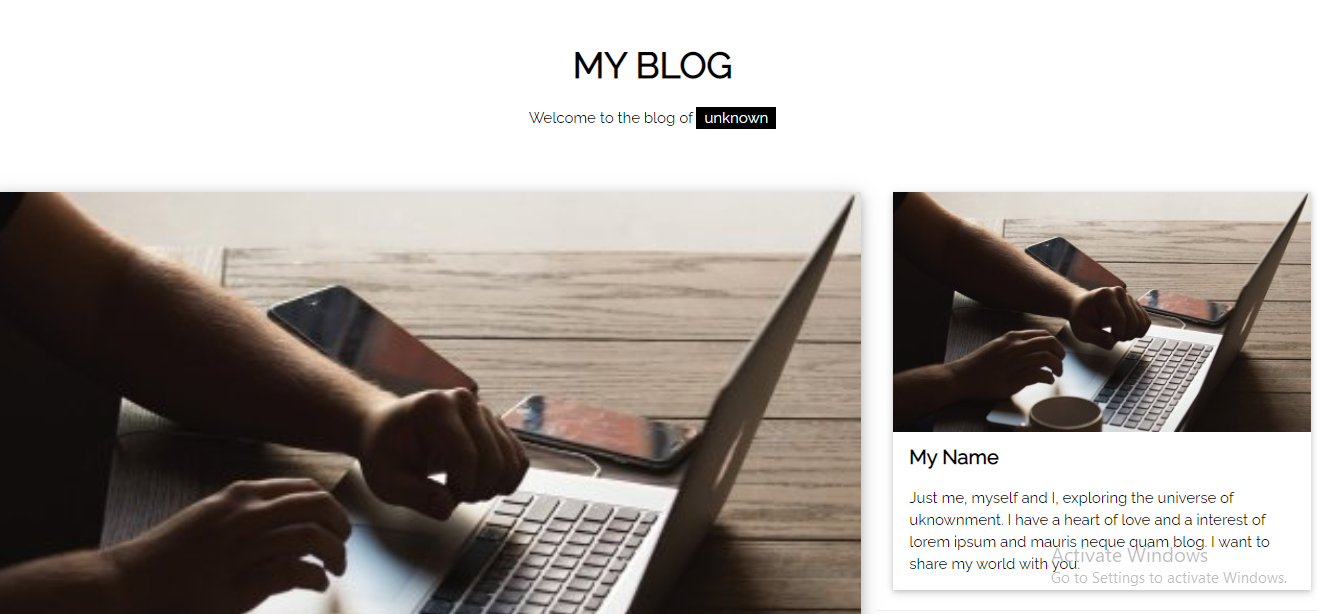 MY BLOG
Welcome to the blog of unknown
My Name
Just me, myself and I, exploring the universe of
uknownment. I have a heart of love and a interest of
lorem ipsum and mauris neque quam blog. I want to
share my world with you.
Activate Windows
Go to Settings to activate Windows.